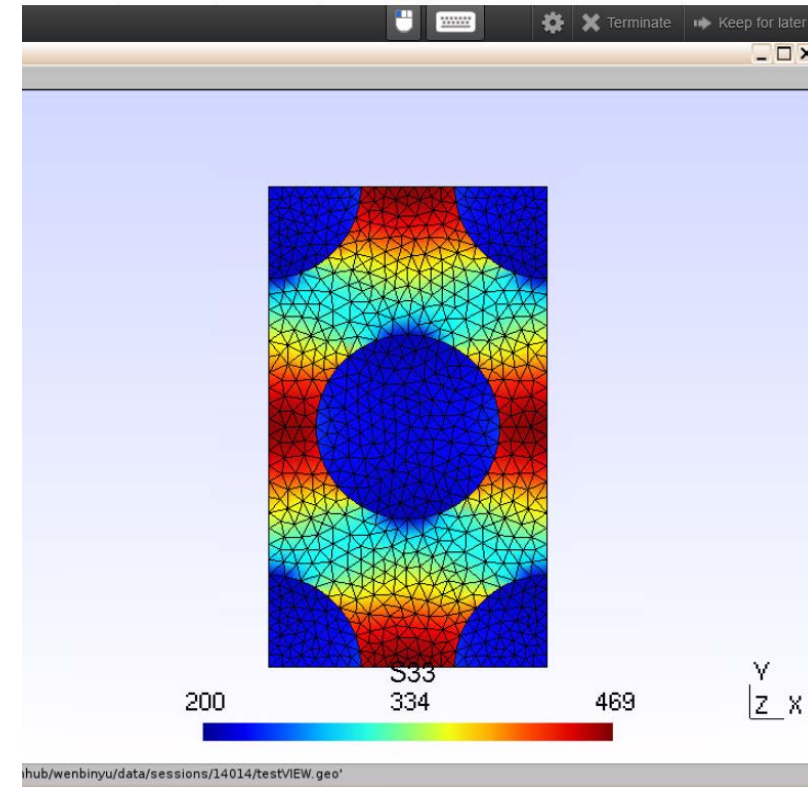 Terminate Keep for later
S33
200 334 469
Y
Z X
hub/wenbinyu/data/sessions/14014/testVIEW.geo'